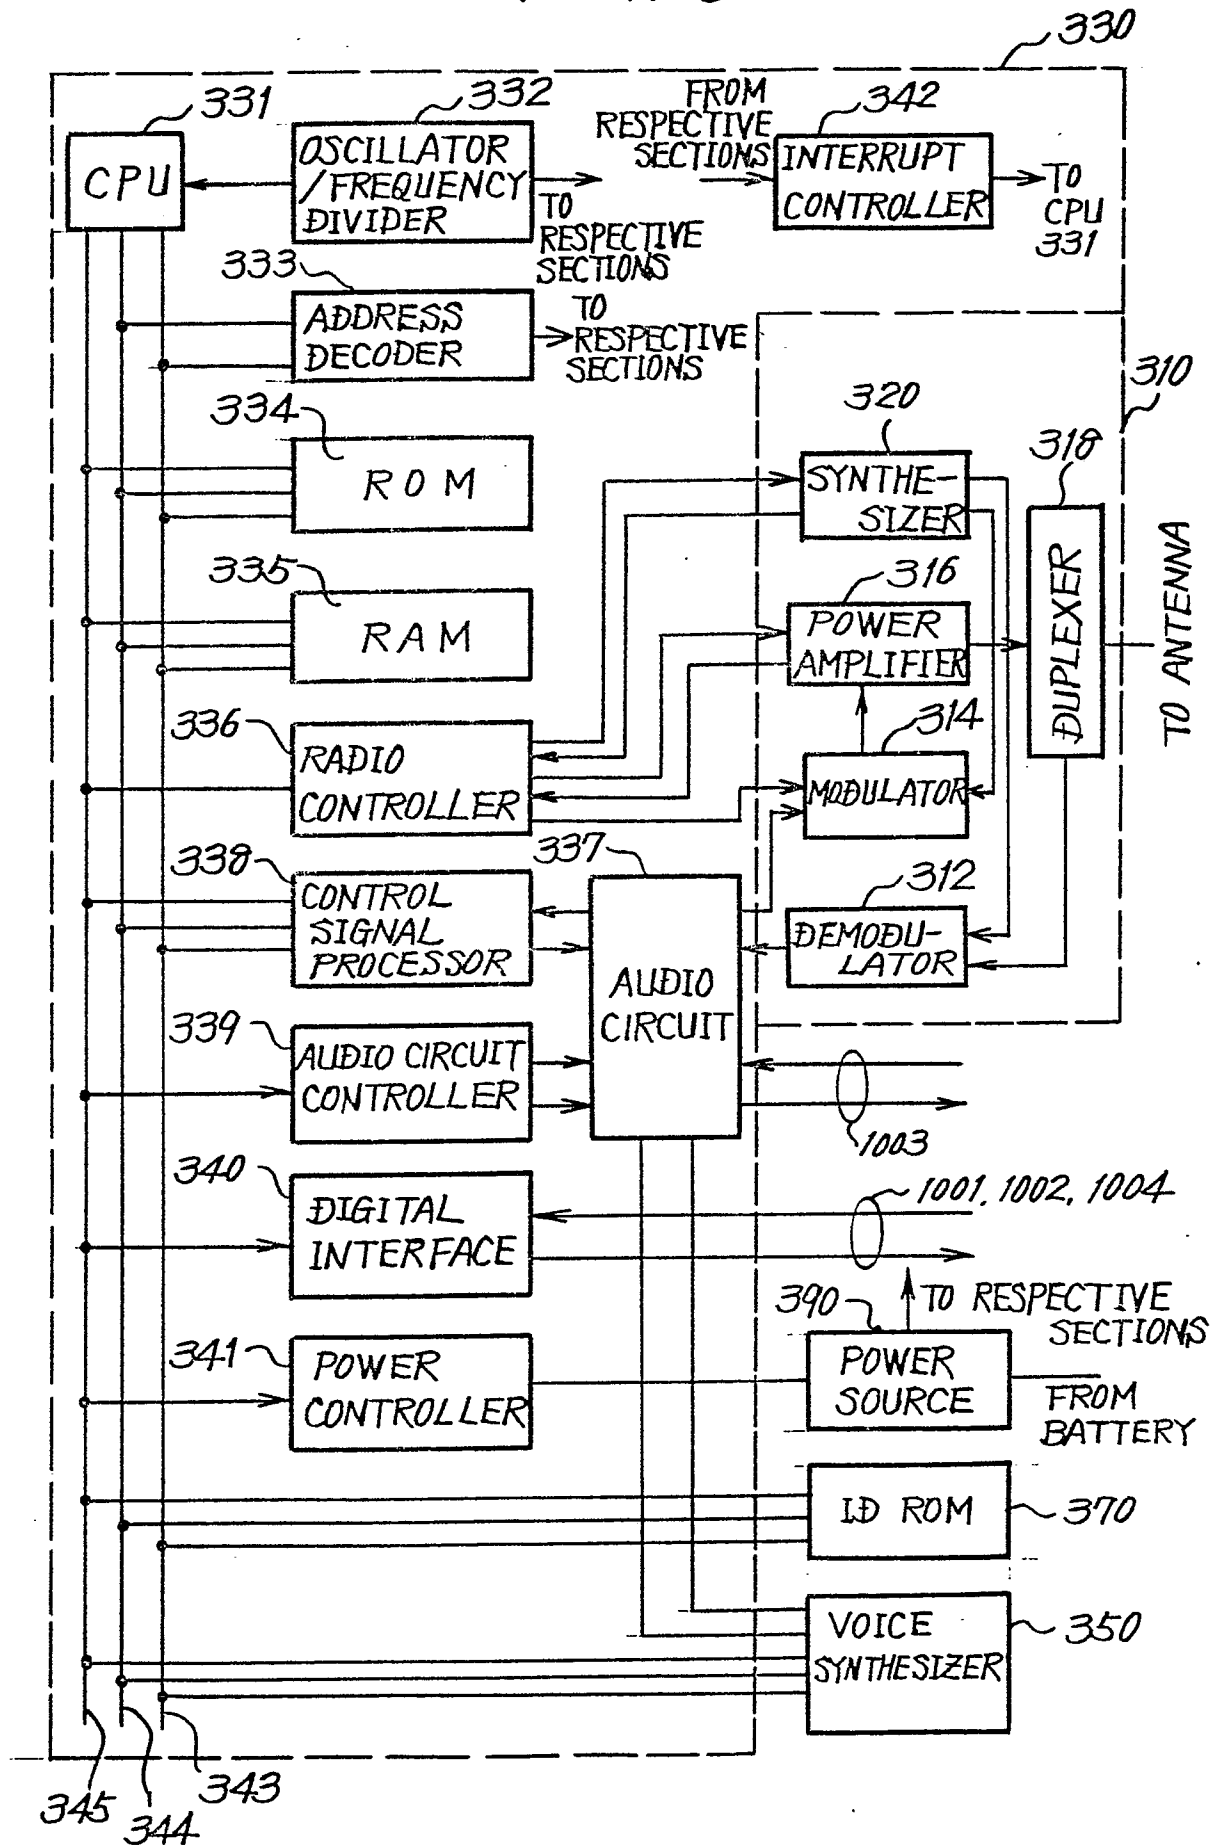 330
331
CPU
332
OSCILLATOR
/FREQUENCY
DIVIDER
TO
RESPECTIVE
SECTIONS
FROM
RESPECTIVE
SECTIONS
342
INTERRUPT
CONTROLLER
TO
CPU
331
333
ADDRESS
DECODER
TO
RESPECTIVE
SECTIONS
310
334
ROM
320
SYNTHE-
SIZER
318
DUPLEXER
TO ANTENNA
335
RAM
316
POWER
AMPLIFIER
336
RADIO
CONTROLLER
314
MODULATOR
338
CONTROL
SIGNAL
PROCESSOR
337
AUDIO
CIRCUIT
312
DEMODU-
LATOR
339
AUDIO CIRCUIT
CONTROLLER
1003
340
DIGITAL
INTERFACE
1001, 1002, 1004
390
TO RESPECTIVE
SECTIONS
341
POWER
CONTROLLER
POWER
SOURCE
FROM
BATTERY
ID ROM
370
VOICE
SYNTHESIZER
350
345
344
343